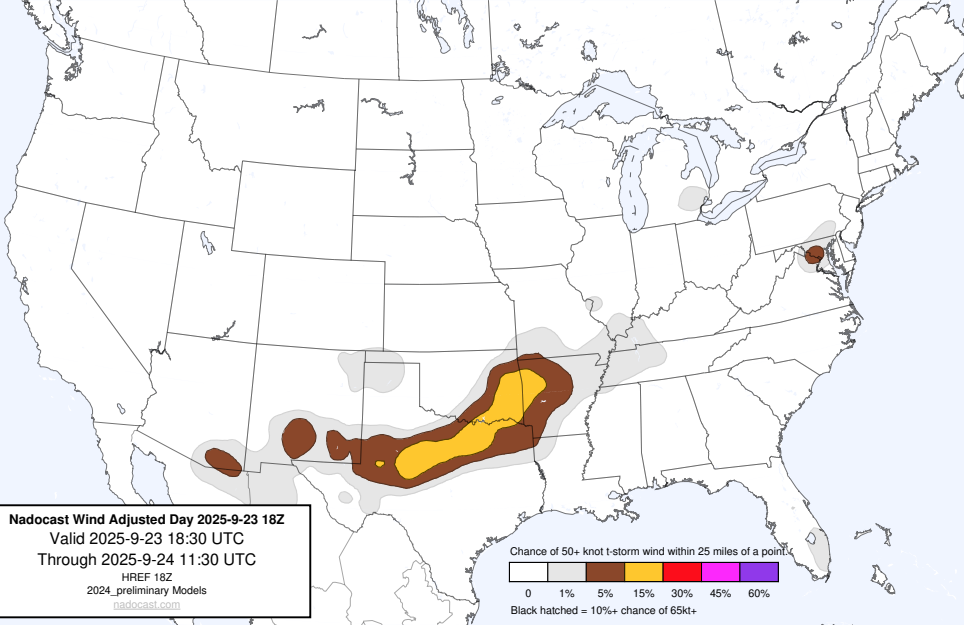 Nadocast Wind Adjusted Day 2025-9-23 18Z
Valid 2025-9-23 18:30 UTC
Through 2025-9-24 11:30 UTC
HREF 18Z
2024_preliminary Models
nadocast.com
Chance of 50+ knot t-storm wind within 25 miles of a point.
0 1% 5% 15% 30% 45% 60%
Black hatched = 10%+ chance of 65kt+